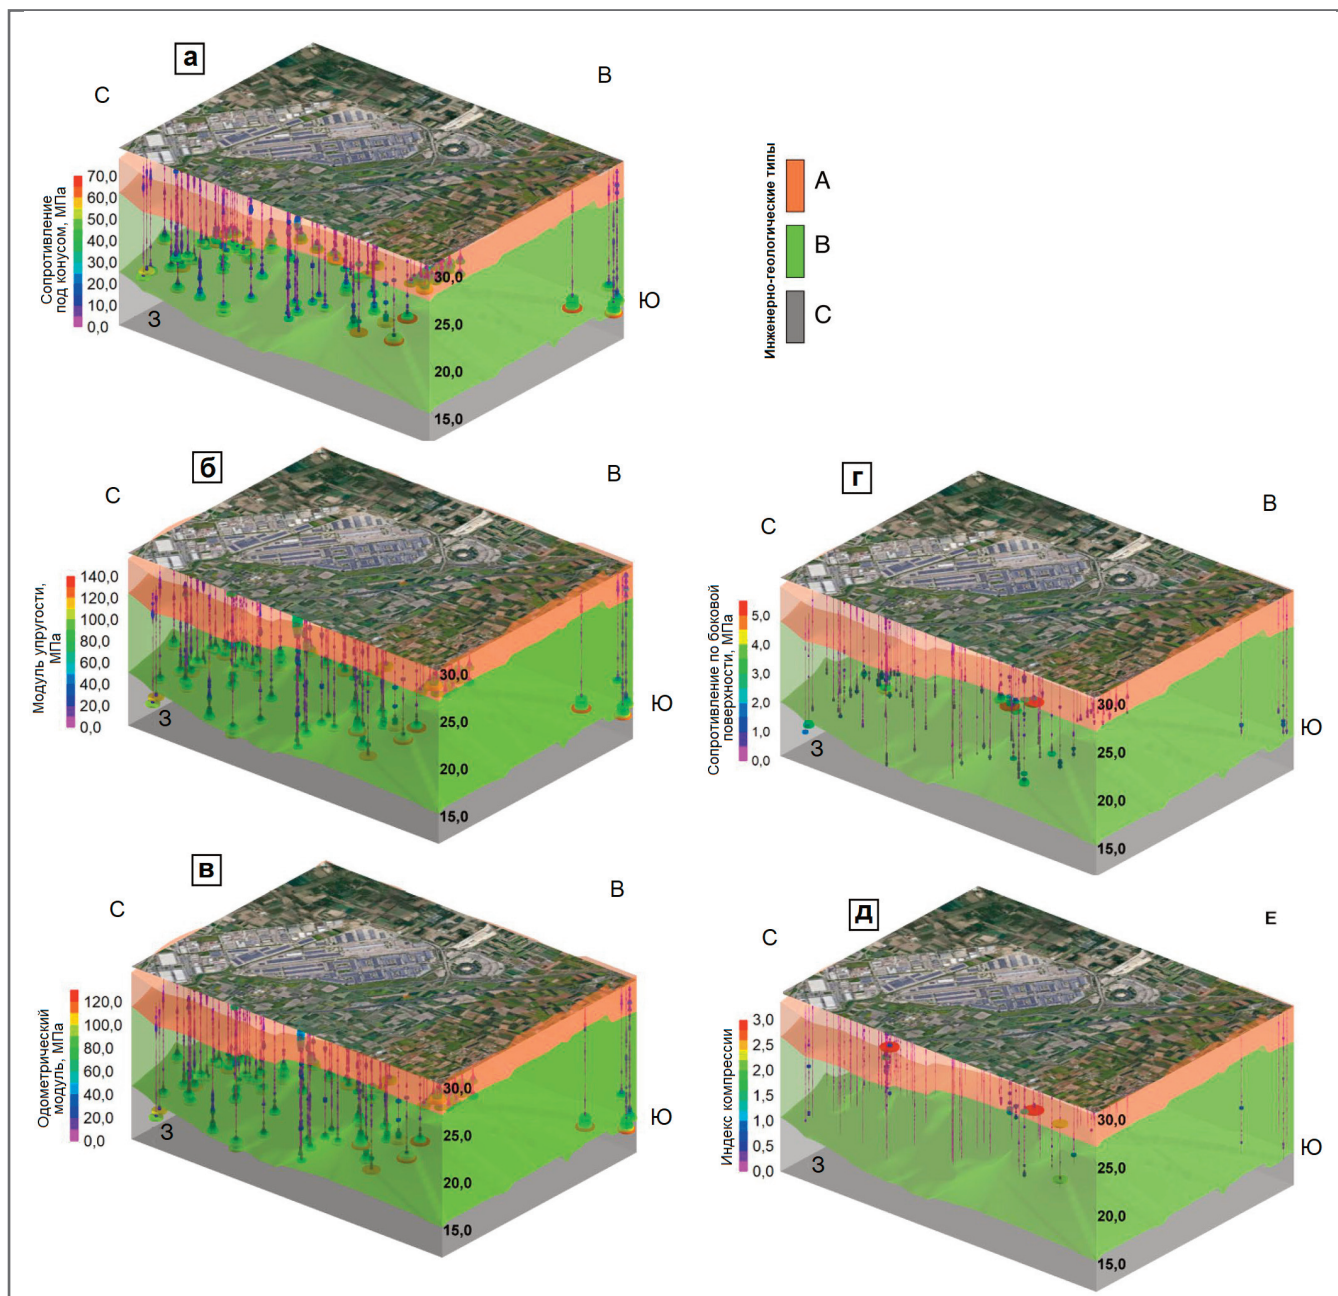 а
С
В
Сопротивление
под конусом, МПа
70,0
60,0
50,0
40,0
30,0
20,0
10,0
0,0
З
Ю
30,0
25,0
20,0
15,0
Инженерно-геологические типы
А
В
С
б
С
В
Модуль упругости,
МПа
140,0
120,0
100,0
80,0
60,0
40,0
20,0
0,0
З
Ю
30,0
25,0
20,0
15,0
г
С
В
Сопротивление по боковой
поверхности, МПа
5,0
4,0
3,0
2,0
1,0
0,0
З
Ю
30,0
25,0
20,0
15,0
в
С
В
Одометрический
модуль, МПа
120,0
100,0
80,0
60,0
40,0
20,0
0,0
З
Ю
30,0
25,0
20,0
15,0
д
С
E
Индекс компрессии
3,0
2,5
2,0
1,5
1,0
0,5
0,0
З
Ю
30,0
25,0
20,0
15,0